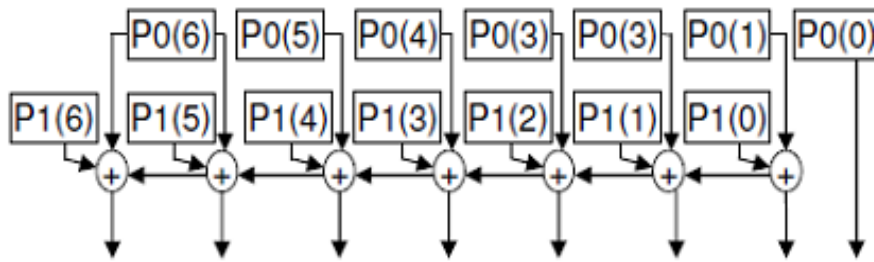 P0(6) P0(5) P0(4) P0(3) P0(3) P0(1) P0(0)
P1(6) P1(5) P1(4) P1(3) P1(2) P1(1) P1(0)
+ + + + + + +